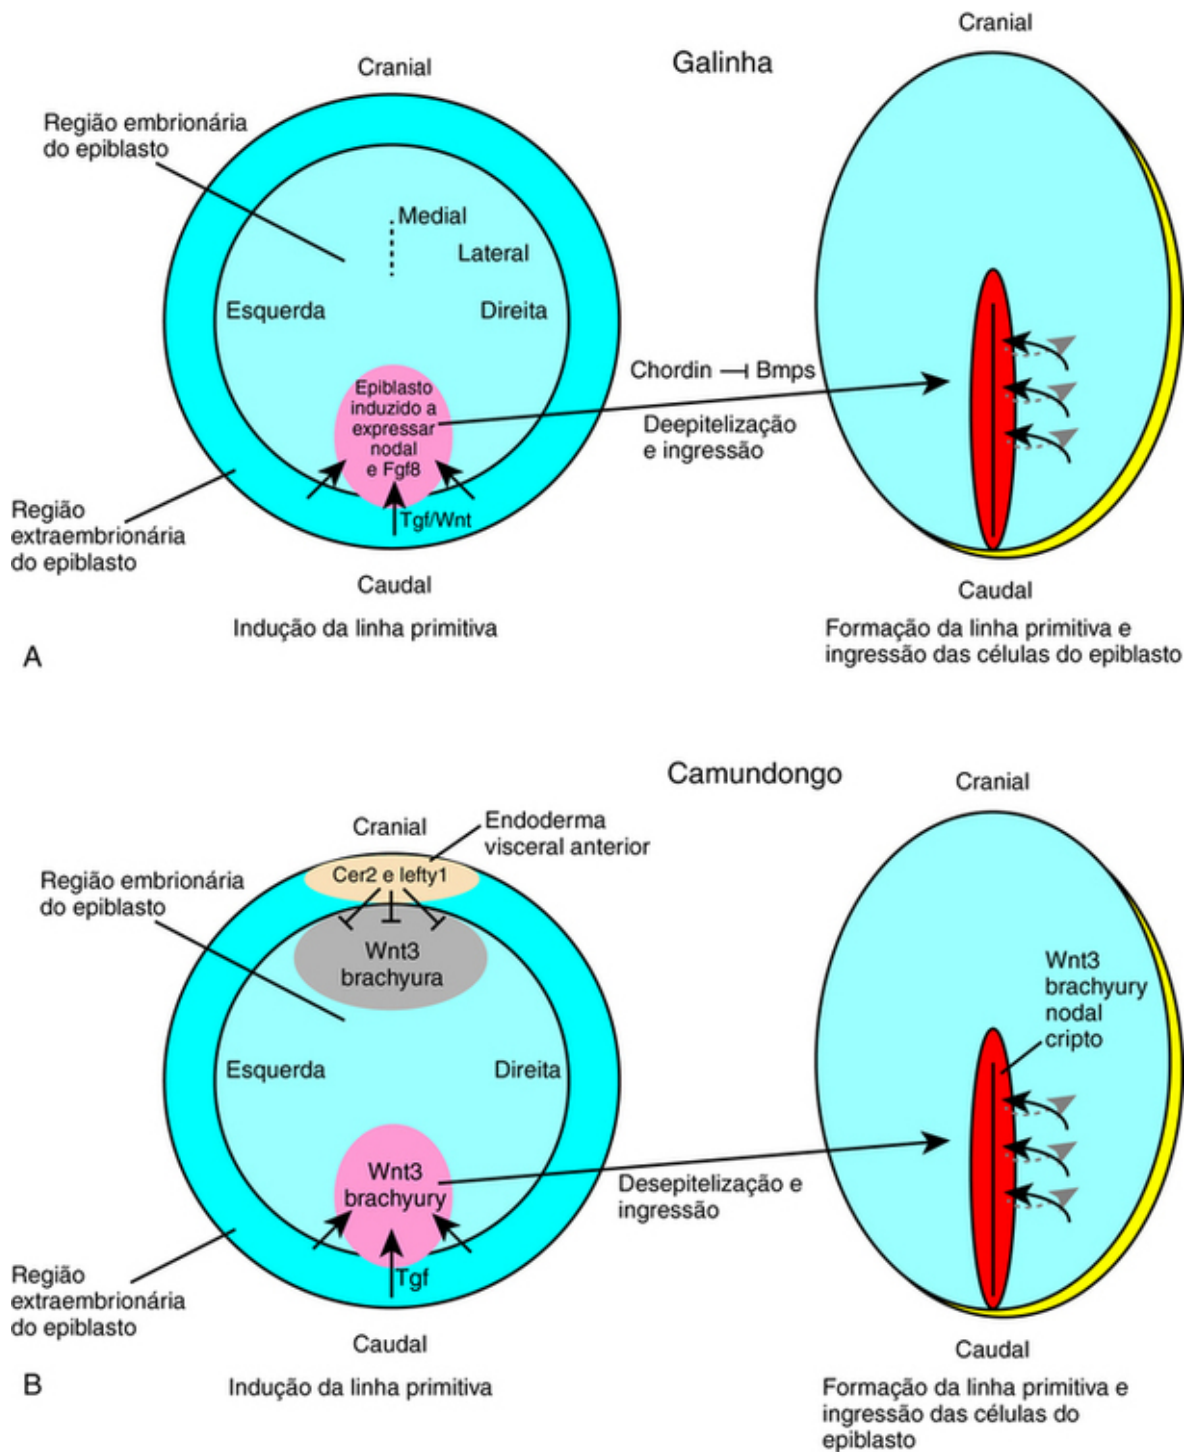 Galinha
Cranial
Cranial
Região embrionária
do epiblasto
Medial
Lateral
Esquerda
Direita
Epiblasto
induzido a
expressar
nodal
e Fgf8
Tgf/Wnt
Chordin
Bmps
Deepitelização
e ingressão
Região
extraembrionária
do epiblasto
Caudal
Caudal
Indução da linha primitiva
Formação da linha primitiva e
ingressão das células do epiblasto
A
Camundongo
Cranial
Cranial
Endoderma
visceral anterior
Cer2 e lefty1
Região embrionária
do epiblasto
Wnt3
brachyura
Wnt3
brachyury
nodal
cripto
Esquerda
Direita
Wnt3
brachyury
Tgf
Desepitelização e
ingressão
Região
extraembrionária
do epiblasto
Caudal
Caudal
B
Indução da linha primitiva
Formação da linha primitiva e
ingressão das células do
epiblasto